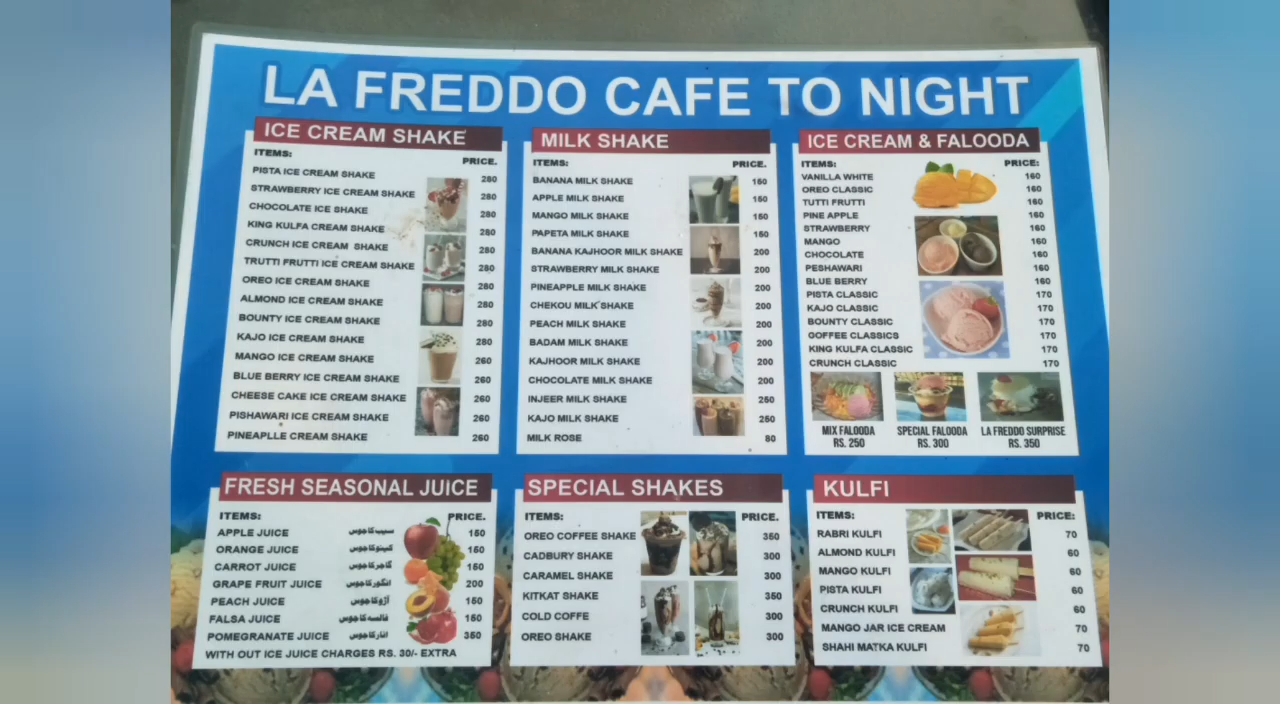 LA FREDDO CAFE TO NIGHT
ICE CREAM SHAKE
ITEMS: PRICE.
PISTA ICE CREAM SHAKE 280
STRAWBERRY ICE CREAM SHAKE 280
CHOCOLATE ICE SHAKE 280
KING KULFA CREAM SHAKE 280
CRUNCH ICE CREAM SHAKE 280
TRUTTI FRUTTI ICE CREAM SHAKE 280
OREO ICE CREAM SHAKE 280
ALMOND ICE CREAM SHAKE 280
BOUNTY ICE CREAM SHAKE 280
KAJO ICE CREAM SHAKE 280
MANGO ICE CREAM SHAKE 260
BLUE BERRY ICE CREAM SHAKE 260
CHEESE CAKE ICE CREAM SHAKE 260
PISHAWARI ICE CREAM SHAKE 260
PINEAPLLE CREAM SHAKE 260
MILK SHAKE
ITEMS: PRICE.
BANANA MILK SHAKE 150
APPLE MILK SHAKE 150
MANGO MILK SHAKE 150
PAPETA MILK SHAKE 150
BANANA KAJHOOR MILK SHAKE 200
STRAWBERRY MILK SHAKE 200
PINEAPPLE MILK SHAKE 200
CHEKOU MILK SHAKE 200
PEACH MILK SHAKE 200
BADAM MILK SHAKE 200
KAJHOOR MILK SHAKE 200
CHOCOLATE MILK SHAKE 200
INJEER MILK SHAKE 250
KAJO MILK SHAKE 250
MILK ROSE 80
ICE CREAM & FALOODA
ITEMS: PRICE:
VANILLA WHITE 160
OREO CLASSIC 160
TUTTI FRUTTI 160
PINE APPLE 160
STRAWBERRY 160
MANGO 160
CHOCOLATE 160
PESHAWARI 160
BLUE BERRY 160
PISTA CLASSIC 170
KAJO CLASSIC 170
BOUNTY CLASSIC 170
GOFFEE CLASSICS 170
KING KULFA CLASSIC 170
CRUNCH CLASSIC 170
MIX FALOODA SPECIAL FALOODA LA FREDDO SURPRISE
RS. 250 RS. 300 RS. 350
FRESH SEASONAL JUICE
ITEMS: PRICE.
APPLE JUICE سیب کا جوس 150
ORANGE JUICE کینو کا جوس 150
CARROT JUICE گاجر کا جوس 150
GRAPE FRUIT JUICE انگور کا جوس 200
PEACH JUICE آڑو کا جوس 150
FALSA JUICE فالسہ کا جوس 150
POMEGRANATE JUICE انار کا جوس 350
WITH OUT ICE JUICE CHARGES RS. 30/- EXTRA
SPECIAL SHAKES
ITEMS: PRICE.
OREO COFFEE SHAKE 350
CADBURY SHAKE 300
CARAMEL SHAKE 300
KITKAT SHAKE 350
COLD COFFE 300
OREO SHAKE 300
KULFI
ITEMS: PRICE:
RABRI KULFI 70
ALMOND KULFI 60
MANGO KULFI 60
PISTA KULFI 60
CRUNCH KULFI 60
MANGO JAR ICE CREAM 70
SHAHI MATKA KULFI 70